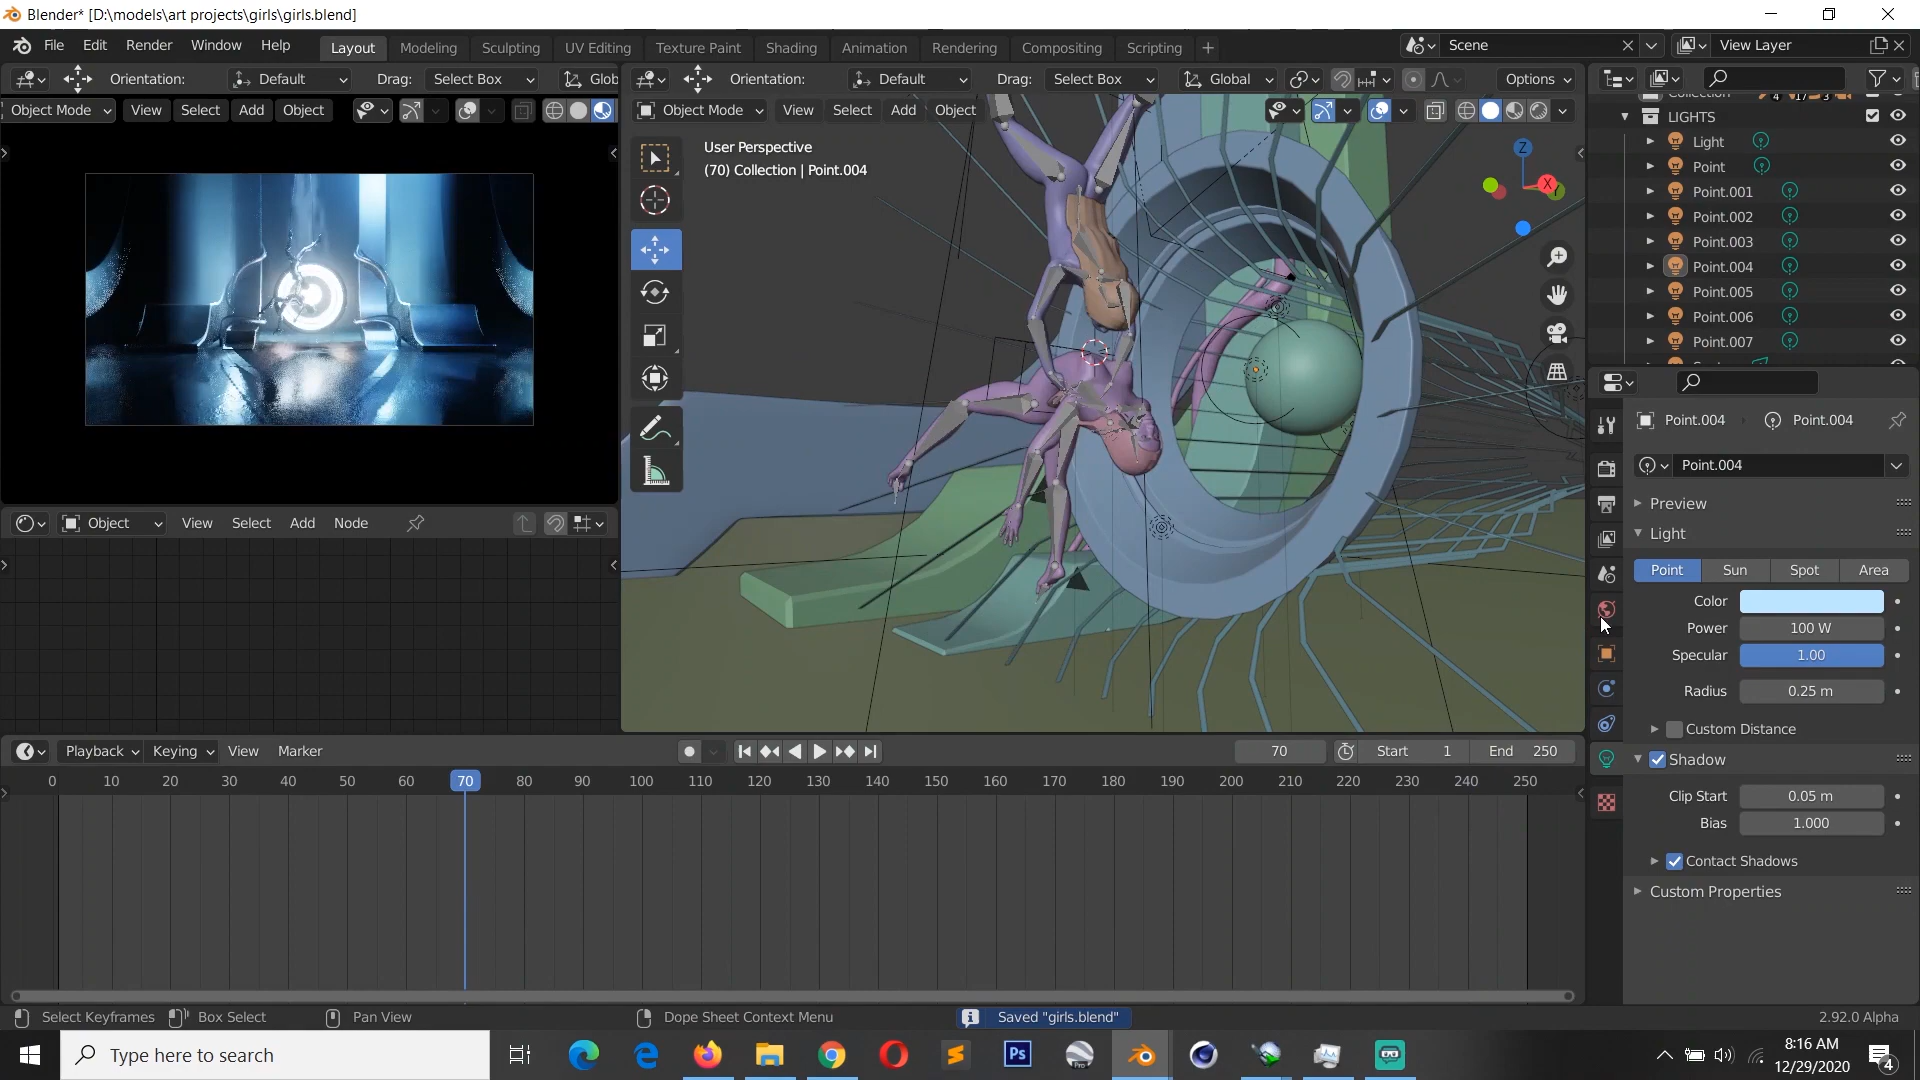 Blender* [D:\models\art projects\girls\girls.blend]
File Edit Render Window Help Layout Modeling Sculpting UV Editing Texture Paint Shading Animation Rendering Compositing Scripting + Scene View Layer
Orientation: Default Drag: Select Box Glob
Orientation: Default Drag: Select Box Global Options
Object Mode View Select Add Object
Object Mode View Select Add Object
User Perspective
(70) Collection | Point.004
Z
X
Y
Collection 4 17 3
LIGHTS
Light
Point
Point.001
Point.002
Point.003
Point.004
Point.005
Point.006
Point.007
Point.004 Point.004
Point.004
Preview
Light
Point Sun Spot Area
Color
Power 100 W
Specular 1.00
Radius 0.25 m
Custom Distance
Shadow
Clip Start 0.05 m
Bias 1.000
Contact Shadows
Custom Properties
Object View Select Add Node
Playback Keying View Marker 70 Start 1 End 250
0 10 20 30 40 50 60 70 80 90 100 110 120 130 140 150 160 170 180 190 200 210 220 230 240 250
Select Keyframes Box Select Pan View Dope Sheet Context Menu Saved "girls.blend" 2.92.0 Alpha
Type here to search
Ps
Pro
8:16 AM
12/29/2020
4